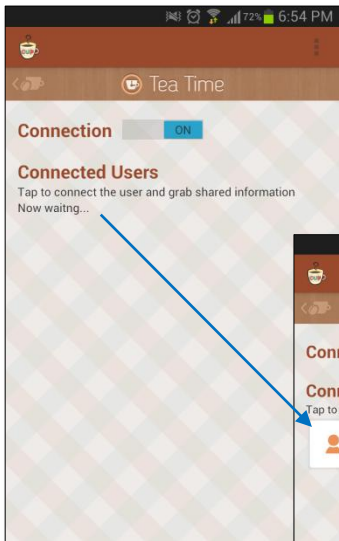 72% 6:54 PM
Tea Time
Connection ON
Connected Users
Tap to connect the user and grab shared information
Now waitng...
Conn
Conn
Tap to